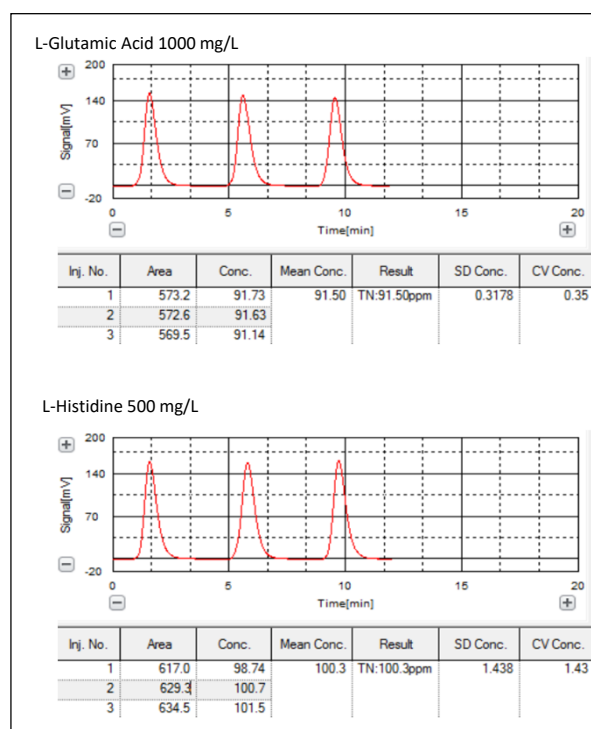 L-Glutamic Acid 1000 mg/L
+
200
140
70
-20
Signal[mV]
−
0 5 10 15 20
− Time[min] +
Inj. No. Area Conc. Mean Conc. Result SD Conc. CV Conc.
1 573.2 91.73 91.50 TN:91.50ppm 0.3178 0.35
2 572.6 91.63
3 569.5 91.14
L-Histidine 500 mg/L
+
200
140
70
-20
Signal[mV]
−
0 5 10 15 20
− Time[min] +
Inj. No. Area Conc. Mean Conc. Result SD Conc. CV Conc.
1 617.0 98.74 100.3 TN:100.3ppm 1.438 1.43
2 629.3 100.7
3 634.5 101.5